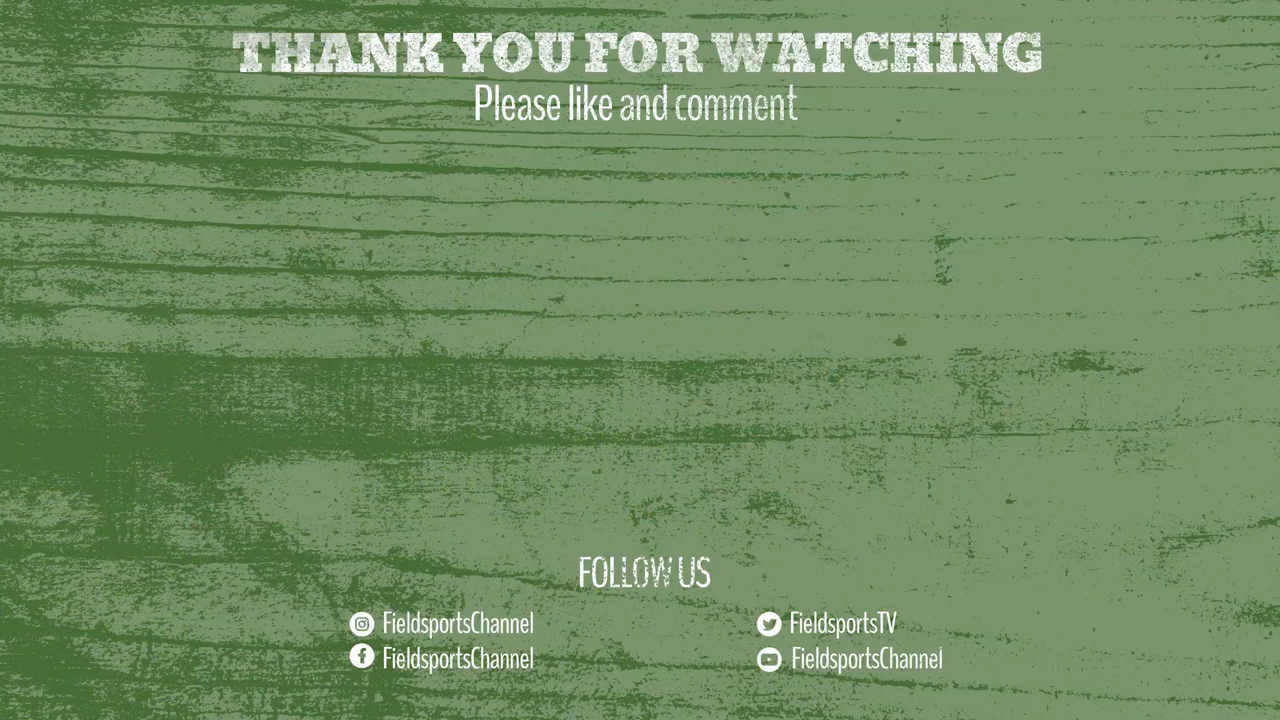 THANK YOU FOR WATCHING
Please like and comment
FOLLOW US
FieldsportsChannel
FieldsportsTV
FieldsportsChannel
FieldsportsChannel